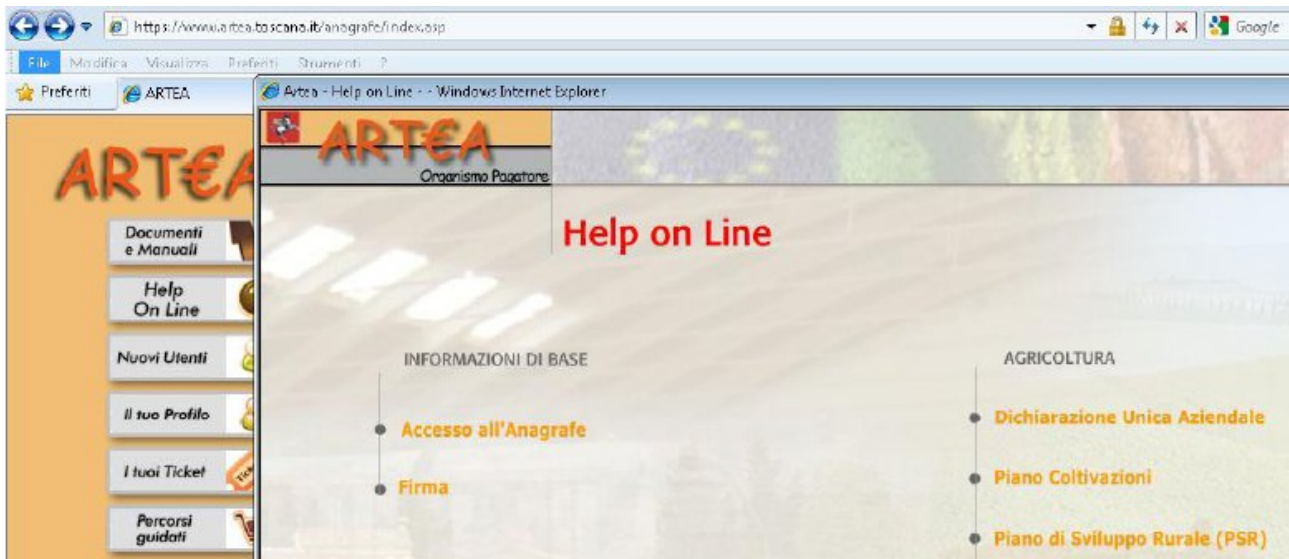 https://www.artea.toscana.it/anagrafe/index.asp
Google
File Modifica Visualizza Preferiti Strumenti ?
Preferiti
ARTEA
Artea - Help on Line - - Windows Internet Explorer
ART€A
Organismo Pagatore
ART€A
Help on Line
Documenti
e Manuali
Help
On Line
Nuovi Utenti
Il tuo Profilo
I tuoi Ticket
Percorsi
guidati
INFORMAZIONI DI BASE
Accesso all'Anagrafe
Firma
AGRICOLTURA
Dichiarazione Unica Aziendale
Piano Coltivazioni
Piano di Sviluppo Rurale (PSR)